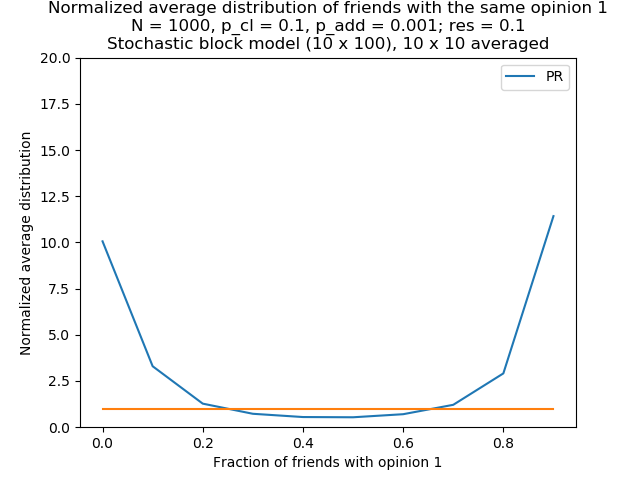 Normalized average distribution of friends with the same opinion 1
N = 1000, p_cl = 0.1, p_add = 0.001; res = 0.1
Stochastic block model (10 x 100), 10 x 10 averaged
PR
Normalized average distribution
20.0
17.5
15.0
12.5
10.0
7.5
5.0
2.5
0.0
0.0 0.2 0.4 0.6 0.8
Fraction of friends with opinion 1